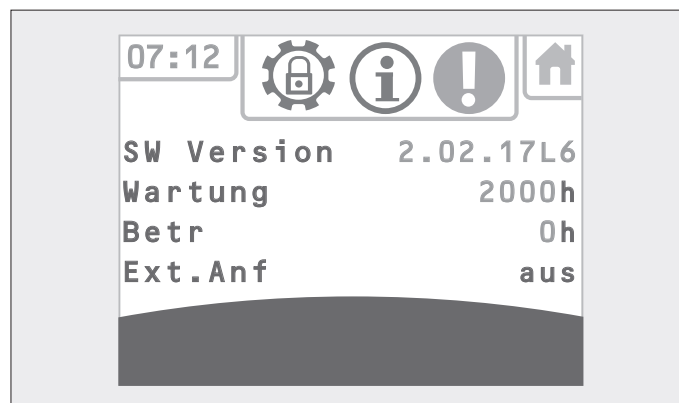 07:12
SW Version 2.02.17L6
Wartung 2000h
Betr 0h
Ext.Anf aus